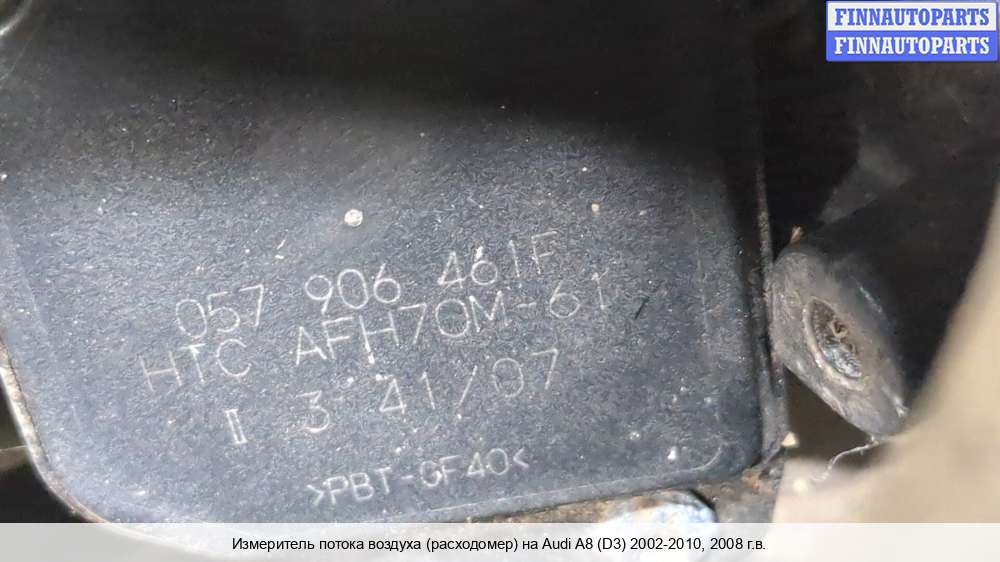 FINNAUTOPARTS
FINNAUTOPARTS
057 906 461F
HTC AFH70M-61
II 3 41/07
>PBT-GF40<
Измеритель потока воздуха (расходомер) на Audi A8 (D3) 2002-2010, 2008 г.в.